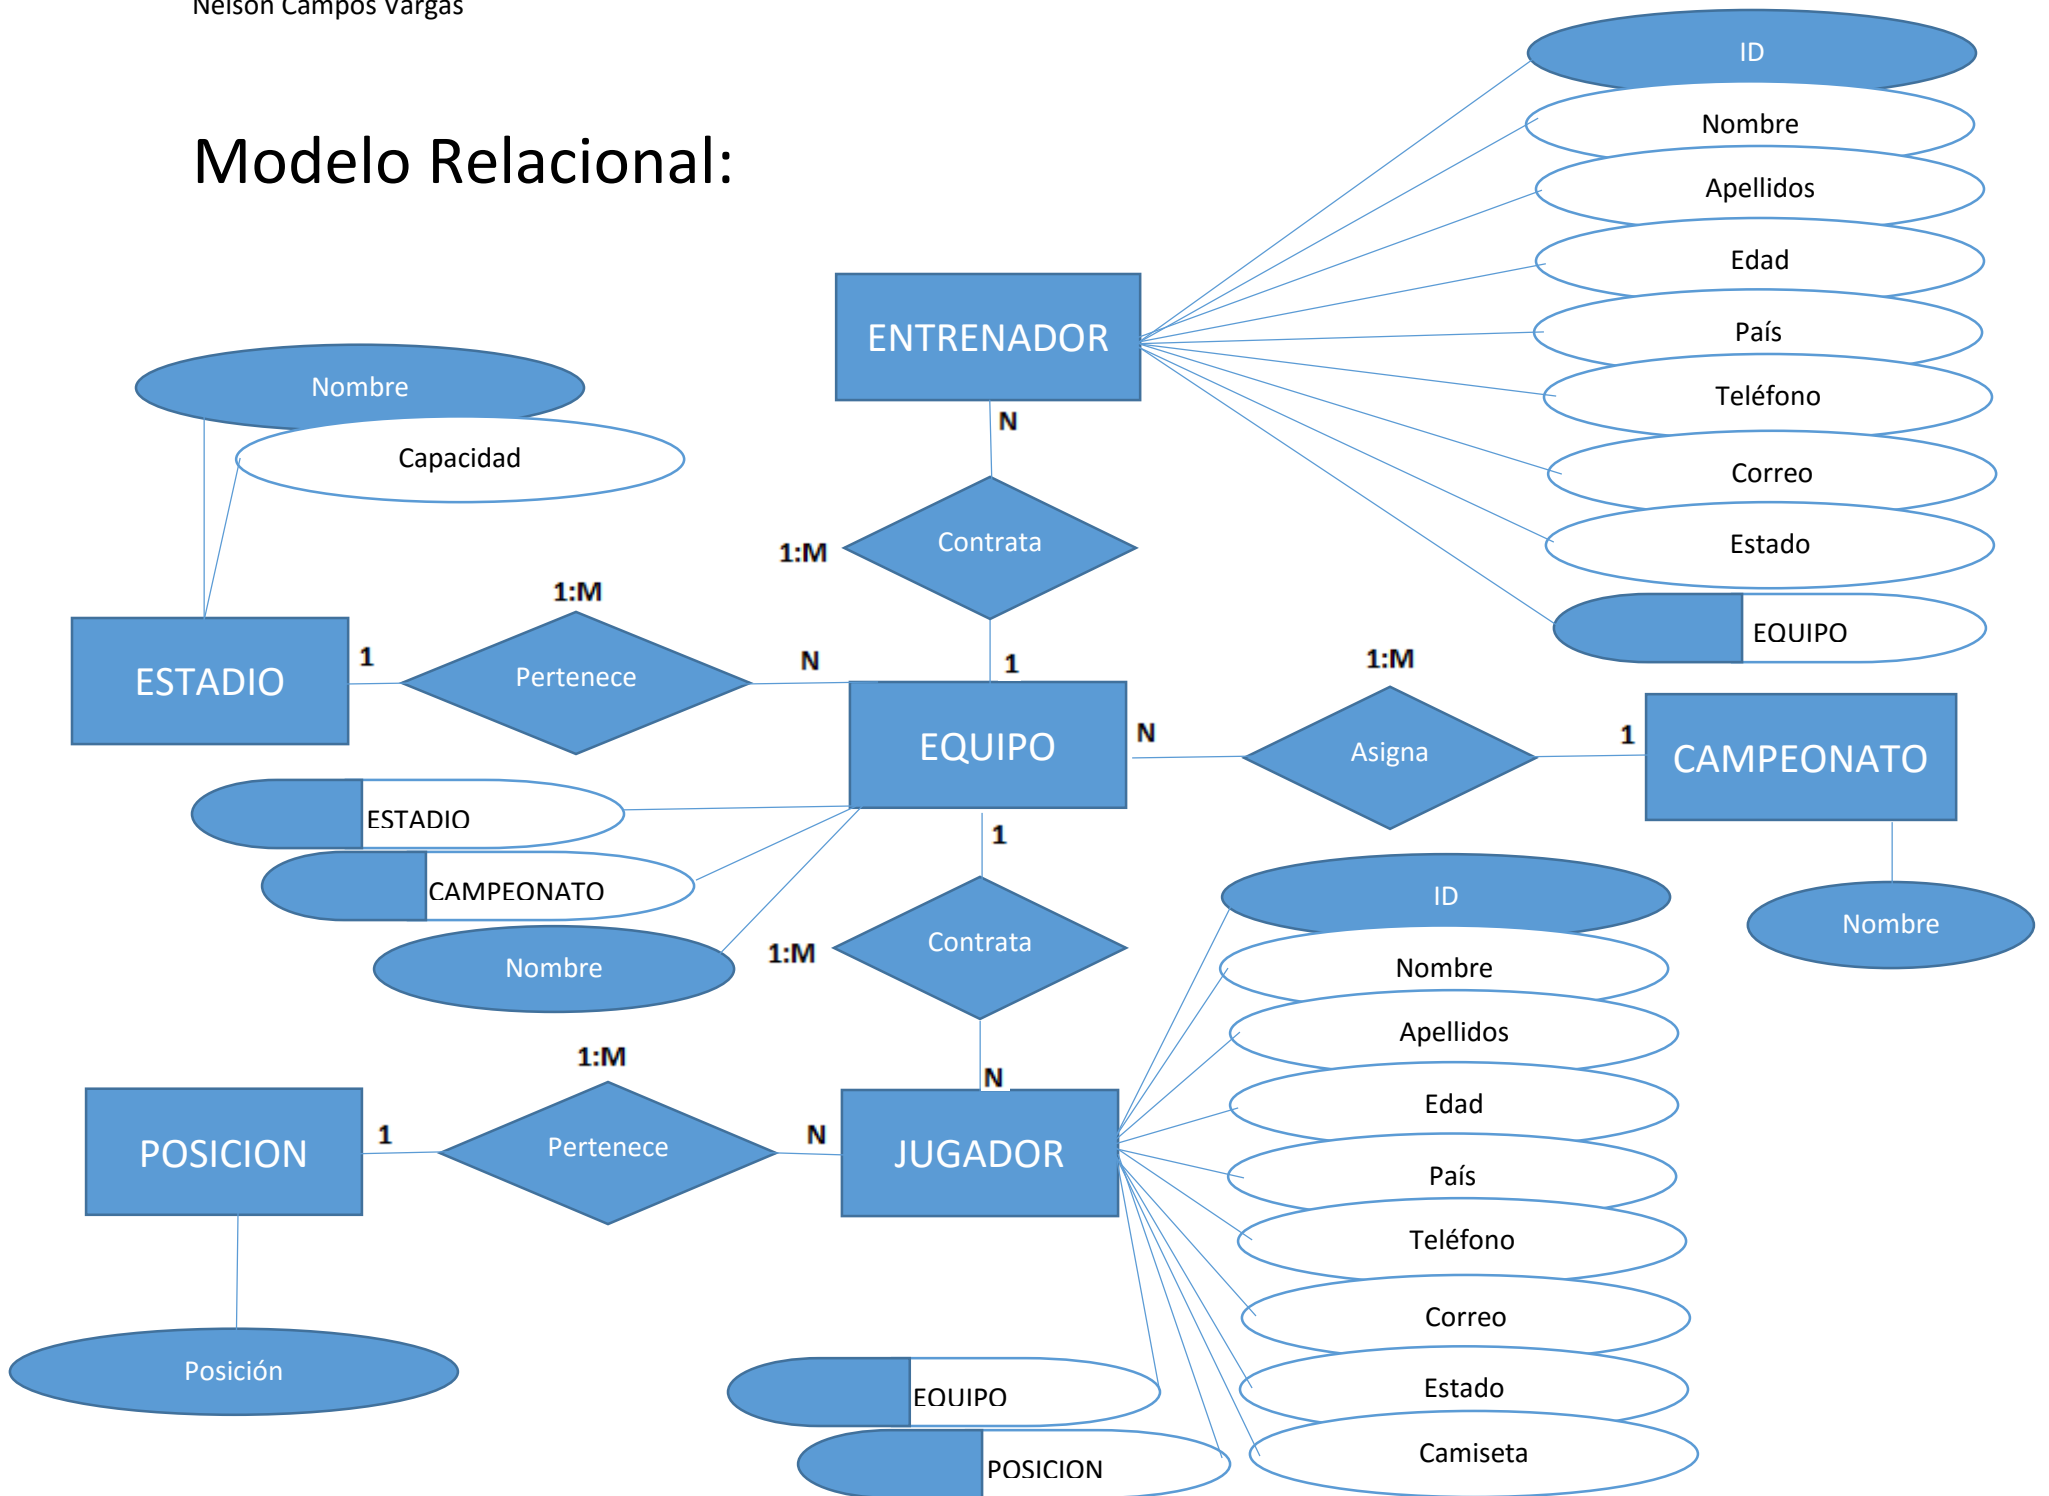 Nelson Campos Vargas
Modelo Relacional:
ID
Nombre
Apellidos
Edad
País
Teléfono
Correo
Estado
EQUIPO
ENTRENADOR
N
Contrata
1:M
1
Nombre
Capacidad
ESTADIO
1
1:M
Pertenece
N
EQUIPO
N
1:M
Asigna
1
CAMPEONATO
Nombre
ESTADIO
CAMPEONATO
Nombre
1
1:M
Contrata
N
POSICION
1
1:M
Pertenece
N
JUGADOR
Posición
ID
Nombre
Apellidos
Edad
País
Teléfono
Correo
Estado
Camiseta
EQUIPO
POSICION